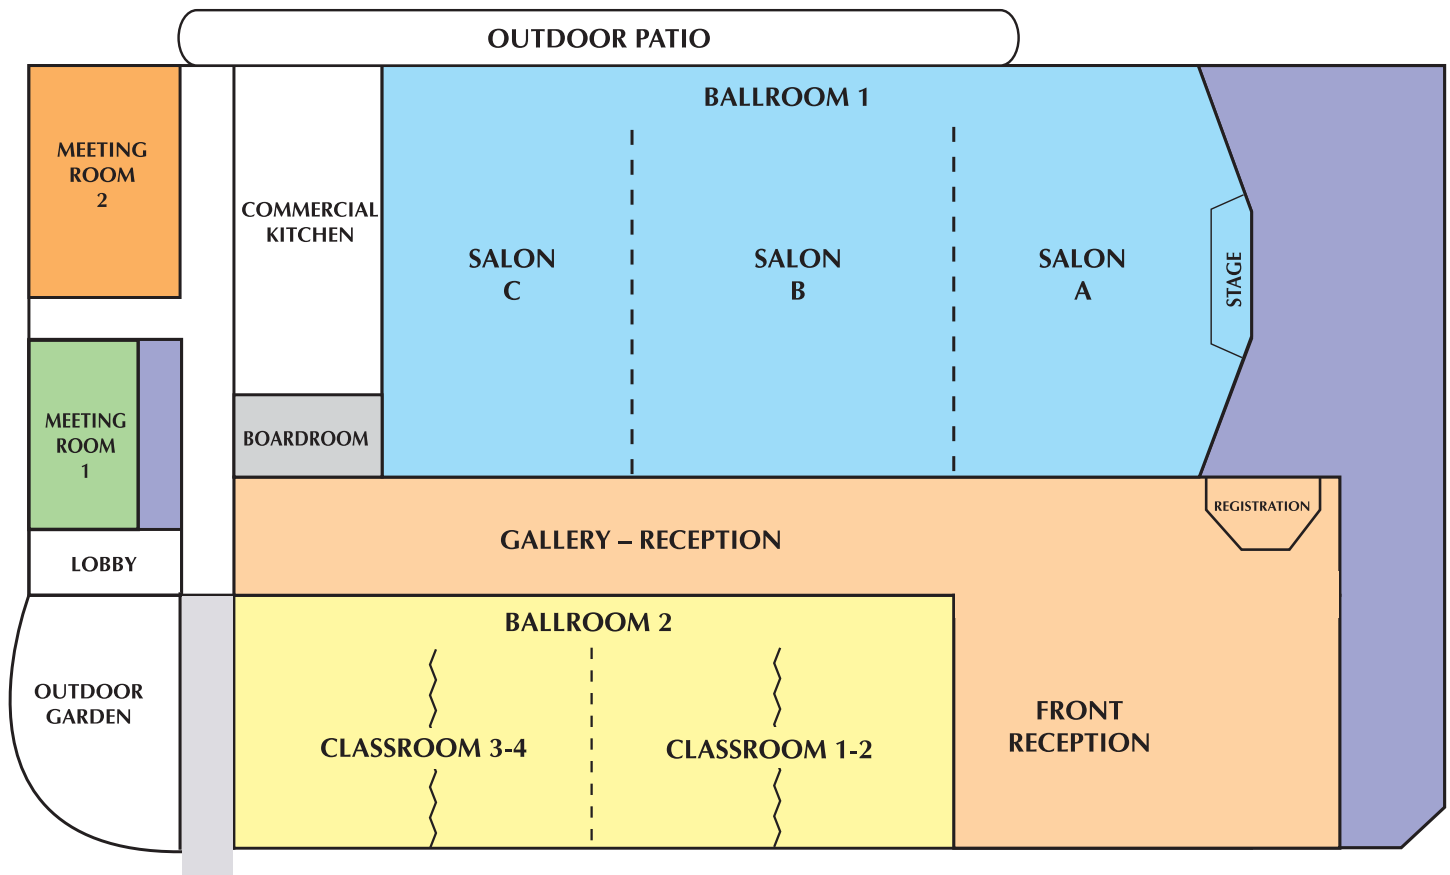 OUTDOOR PATIO
BALLROOM 1
MEETING
ROOM
2
COMMERCIAL
KITCHEN
SALON
C
SALON
B
SALON
A
STAGE
MEETING
ROOM
1
BOARDROOM
REGISTRATION
GALLERY – RECEPTION
LOBBY
BALLROOM 2
OUTDOOR
GARDEN
CLASSROOM 3-4
CLASSROOM 1-2
FRONT
RECEPTION